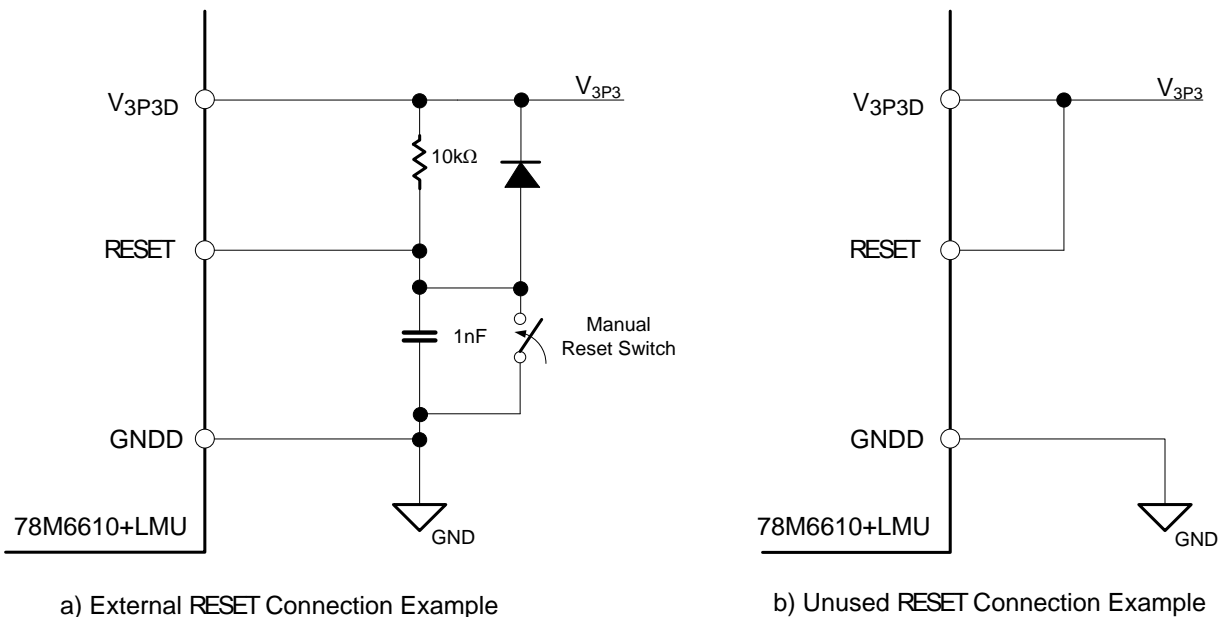 V3P3D
V3P3
10kΩ
RESET
1nF
Manual
Reset Switch
GNDD
78M6610+LMU
GND
a) External RESET Connection Example
V3P3D
V3P3
RESET
GNDD
78M6610+LMU
GND
b) Unused RESET Connection Example